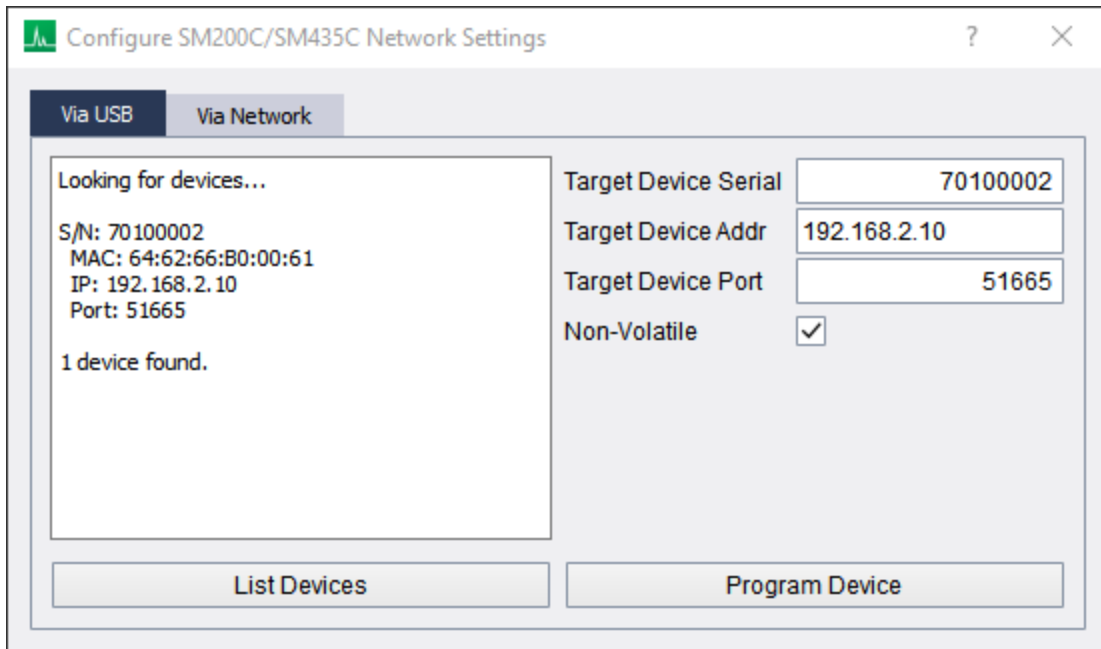 Configure SM200C/SM435C Network Settings
?
Via USB
Via Network
Looking for devices...
S/N: 70100002
MAC: 64:62:66:B0:00:61
IP: 192.168.2.10
Port: 51665
1 device found.
Target Device Serial
70100002
Target Device Addr
192.168.2.10
Target Device Port
51665
Non-Volatile
List Devices
Program Device